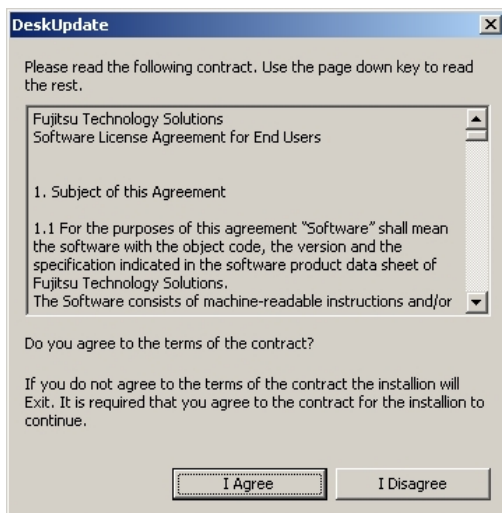 DeskUpdate
Please read the following contract. Use the page down key to read
the rest.
Fujitsu Technology Solutions
Software License Agreement for End Users
1. Subject of this Agreement
1.1 For the purposes of this agreement "Software" shall mean
the software with the object code, the version and the
specification indicated in the software product data sheet of
Fujitsu Technology Solutions.
The Software consists of machine-readable instructions and/or
Do you agree to the terms of the contract?
If you do not agree to the terms of the contract the installion will
Exit. It is required that you agree to the contract for the installion to
continue.
I Agree
I Disagree